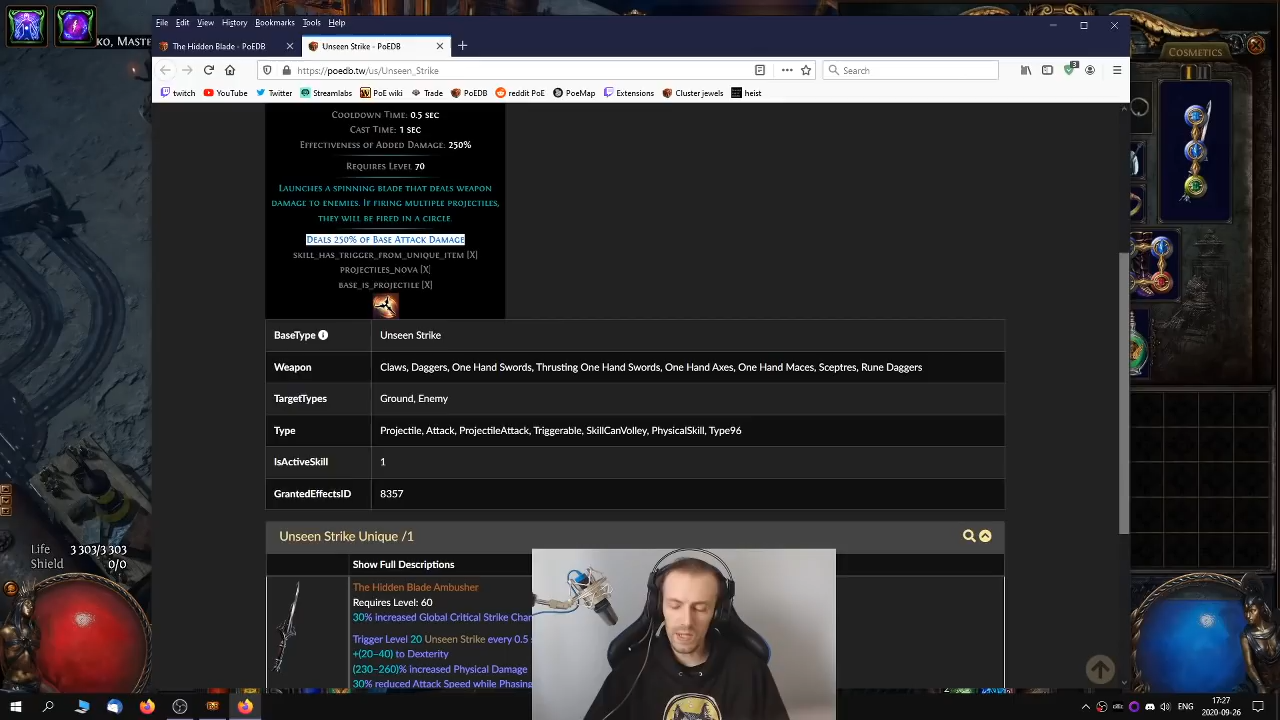 File Edit View History Bookmarks Tools Help
KO, MASTE
The Hidden Blade - PoEDB
Unseen Strike - PoEDB
COSMETICS
https://poedb.tw/us/Unseen_Strike
Search
3
twitch YouTube Twitter Streamlabs PoE wiki Trade PoEDB reddit PoE PoeMap Extensions Cluster jewels heist
COOLDOWN TIME: 0.5 SEC
CAST TIME: 1 SEC
EFFECTIVENESS OF ADDED DAMAGE: 250%
REQUIRES LEVEL 70
LAUNCHES A SPINNING BLADE THAT DEALS WEAPON
DAMAGE TO ENEMIES. IF FIRING MULTIPLE PROJECTILES,
THEY WILL BE FIRED IN A CIRCLE.
DEALS 250% OF BASE ATTACK DAMAGE
SKILL_HAS_TRIGGER_FROM_UNIQUE_ITEM [X]
PROJECTILES_NOVA [X]
BASE_IS_PROJECTILE [X]
BaseType Unseen Strike
Weapon Claws, Daggers, One Hand Swords, Thrusting One Hand Swords, One Hand Axes, One Hand Maces, Sceptres, Rune Daggers
TargetTypes Ground, Enemy
Type Projectile, Attack, ProjectileAttack, Triggerable, SkillCanVolley, PhysicalSkill, Type96
IsActiveSkill 1
GrantedEffectsID 8357
Unseen Strike Unique /1
Show Full Descriptions
The Hidden Blade Ambusher
Requires Level: 60
30% increased Global Critical Strike Chan
Trigger Level 20 Unseen Strike every 0.5 s
+(20–40) to Dexterity
(230–260)% increased Physical Damage
30% reduced Attack Speed while Phasing
Life 3 303/3 303
Shield 0/0
ENG
17:27
2020-09-26